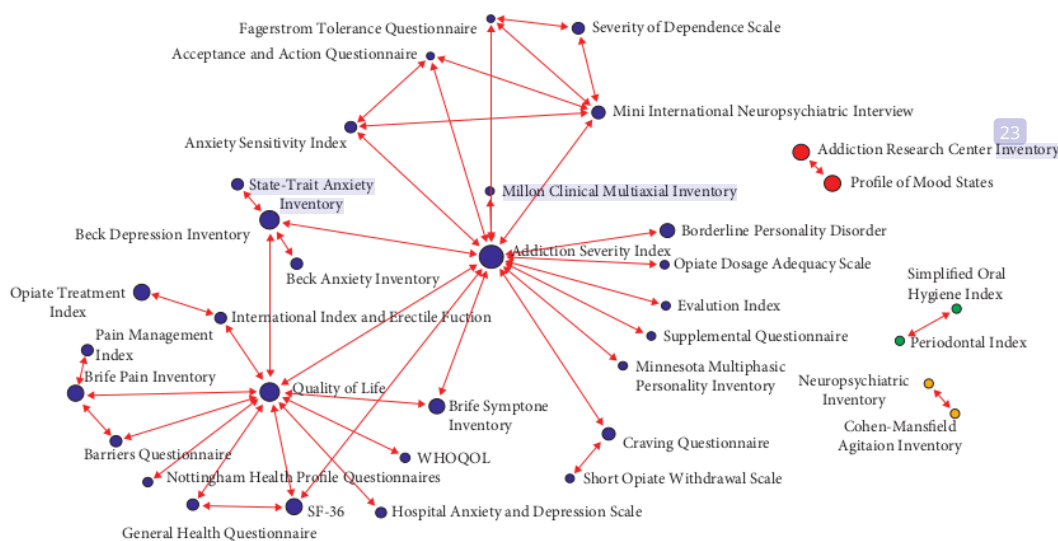 Fagerstrom Tolerance Questionnaire
Severity of Dependence Scale
Acceptance and Action Questionnaire
Mini International Neuropsychiatric Interview
23
Anxiety Sensitivity Index
Addiction Research Center Inventory
Profile of Mood States
State-Trait Anxiety
Inventory
Millon Clinical Multiaxial Inventory
Beck Depression Inventory
Borderline Personality Disorder
Addiction Severity Index
Opiate Dosage Adequacy Scale
Beck Anxiety Inventory
Simplified Oral
Hygiene Index
Opiate Treatment
Index
Evalution Index
International Index and Erectile Fuction
Supplemental Questionnaire
Periodontal Index
Pain Management
Index
Minnesota Multiphasic
Personality Inventory
Brife Pain Inventory
Quality of Life
Neuropsychiatric
Inventory
Brife Symptone
Inventory
Cohen-Mansfield
Agitaion Inventory
Craving Questionnaire
Barriers Questionnaire
WHOQOL
Nottingham Health Profile Questionnaires
Short Opiate Withdrawal Scale
SF-36
Hospital Anxiety and Depression Scale
General Health Questionnaire